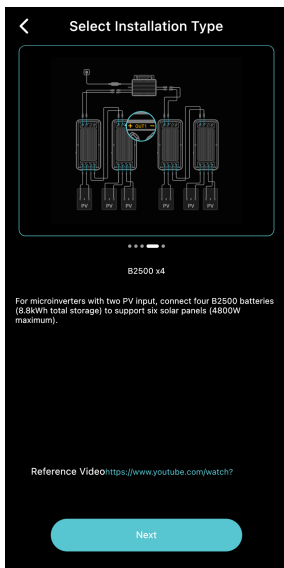 Select Installation Type
+ OUT1 −
PV PV PV PV PV PV
B2500 x4
For microinverters with two PV input, connect four B2500 batteries
(8.8kWh total storage) to support six solar panels (4800W
maximum).
Reference Videohttps://www.youtube.com/watch?
Next